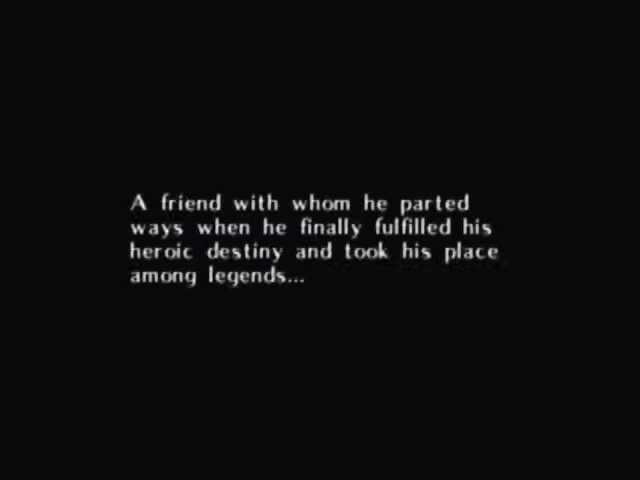 A friend with whom he parted
ways when he finally fulfilled his
heroic destiny and took his place
among legends...